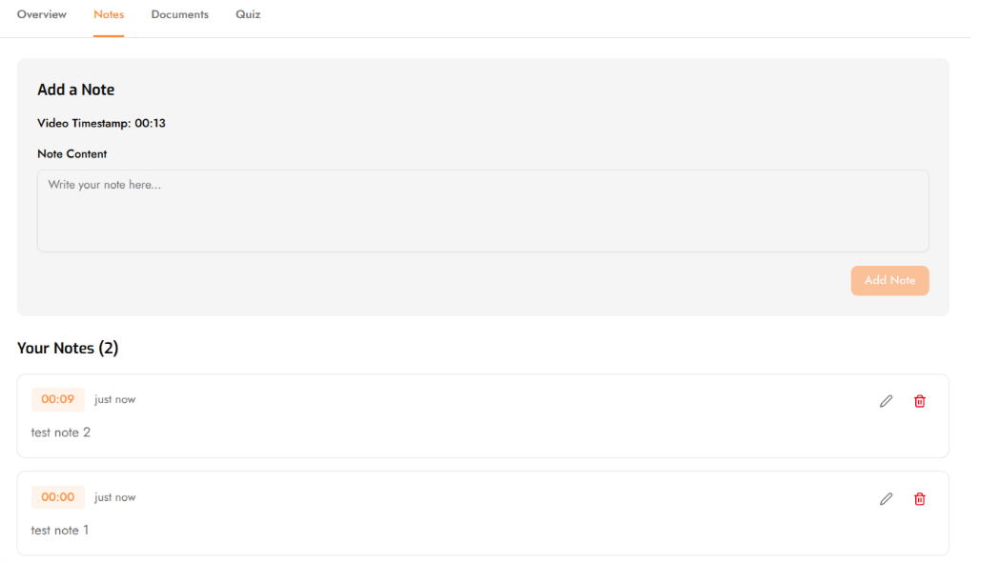 Overview Notes Documents Quiz
Add a Note
Video Timestamp: 00:13
Note Content
Write your note here...
Add Note
Your Notes (2)
00:09 just now
test note 2
00:00 just now
test note 1